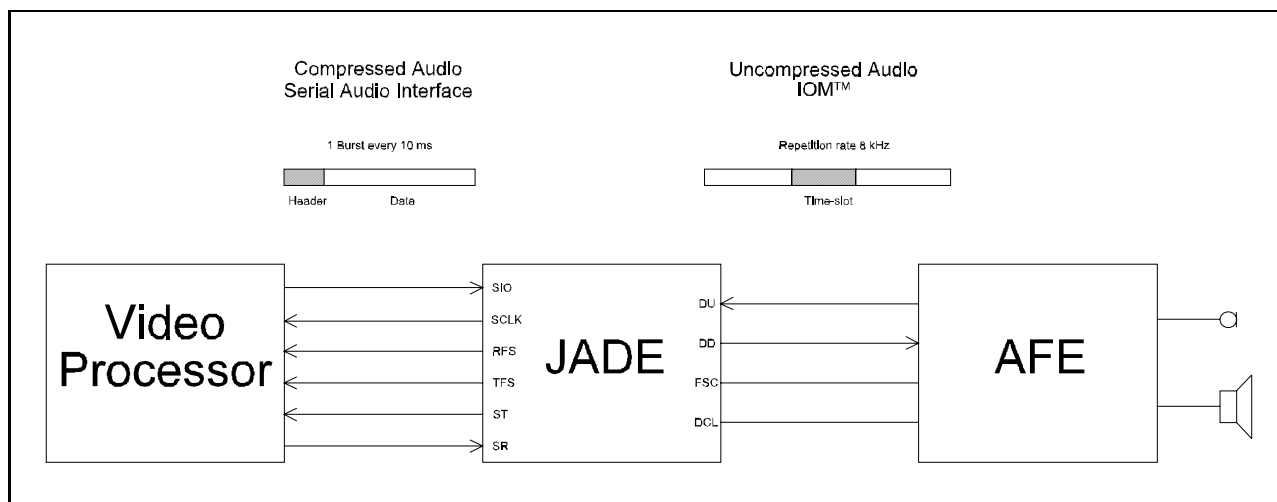 Compressed Audio
Serial Audio Interface
Uncompressed Audio
IOM™
1 Burst every 10 ms
Repetition rate 8 kHz
Header
Data
Time-slot
Video
Processor
SIO
SCLK
RFS
TFS
ST
SR
JADE
DU
DD
FSC
DCL
AFE